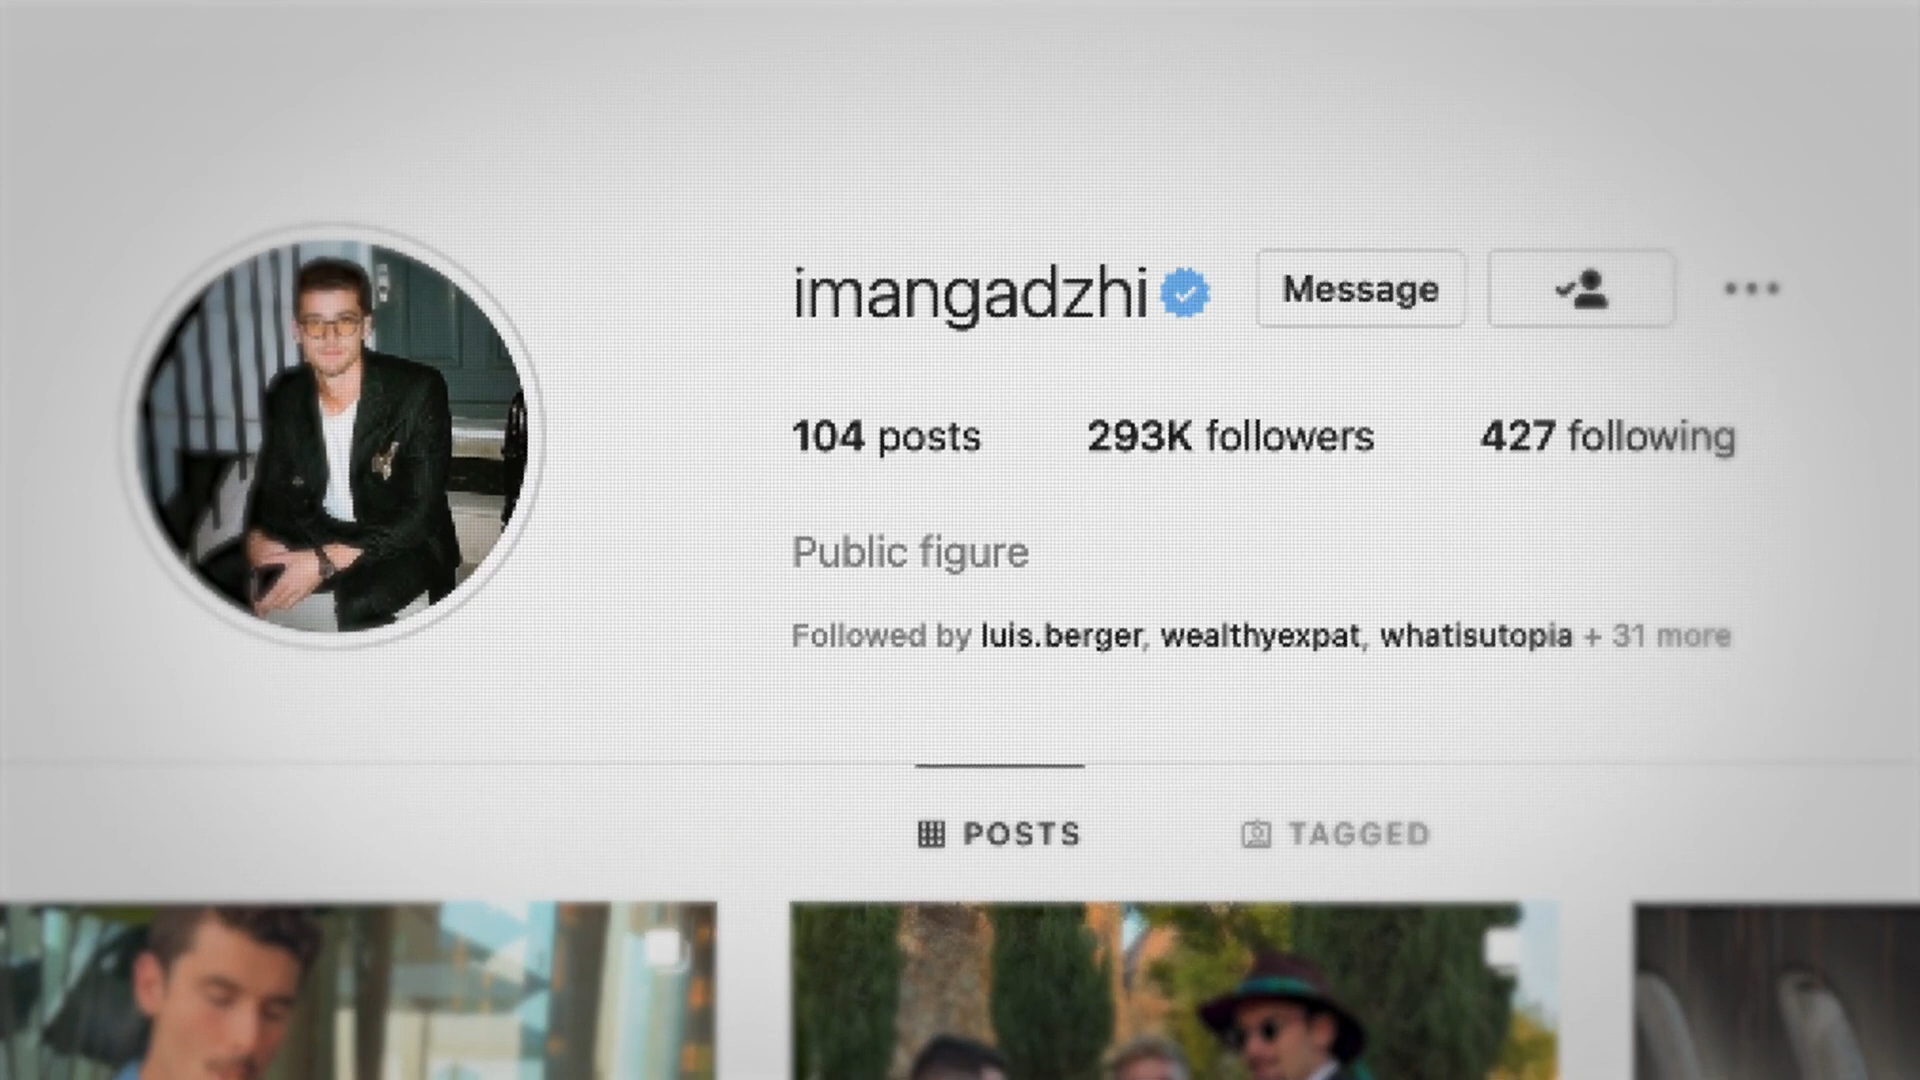 imangadzhi Message
104 posts 293K followers 427 following
Public figure
Followed by luis.berger, wealthyexpat, whatisutopia + 31 more
POSTS TAGGED